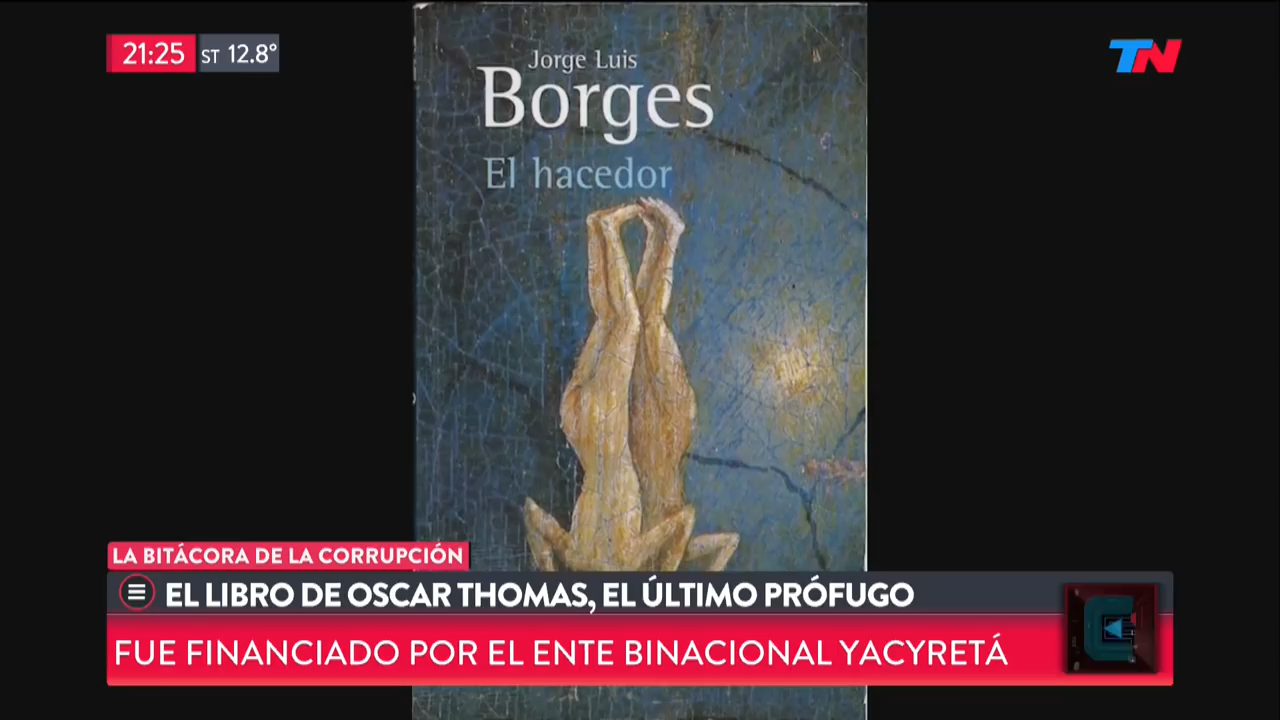 21:25 ST 12.8°
TN
Jorge Luis
Borges
El hacedor
LA BITÁCORA DE LA CORRUPCIÓN
EL LIBRO DE OSCAR THOMAS, EL ÚLTIMO PRÓFUGO
FUE FINANCIADO POR EL ENTE BINACIONAL YACYRETÁ